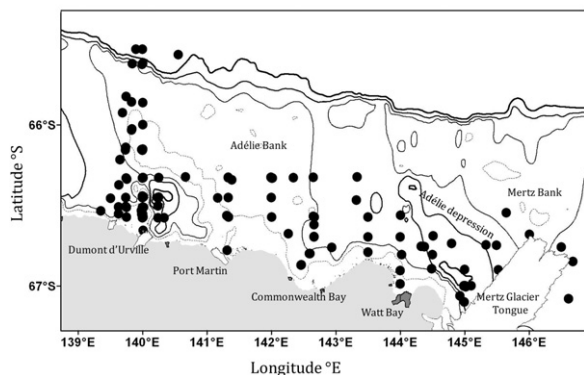 66°S
67°S
Latitude °S
Adélie Bank
Mertz Bank
Adélie depression
Dumont d'Urville
Port Martin
Commonwealth Bay
Watt Bay
Mertz Glacier
Tongue
139°E 140°E 141°E 142°E 143°E 144°E 145°E 146°E
Longitude °E